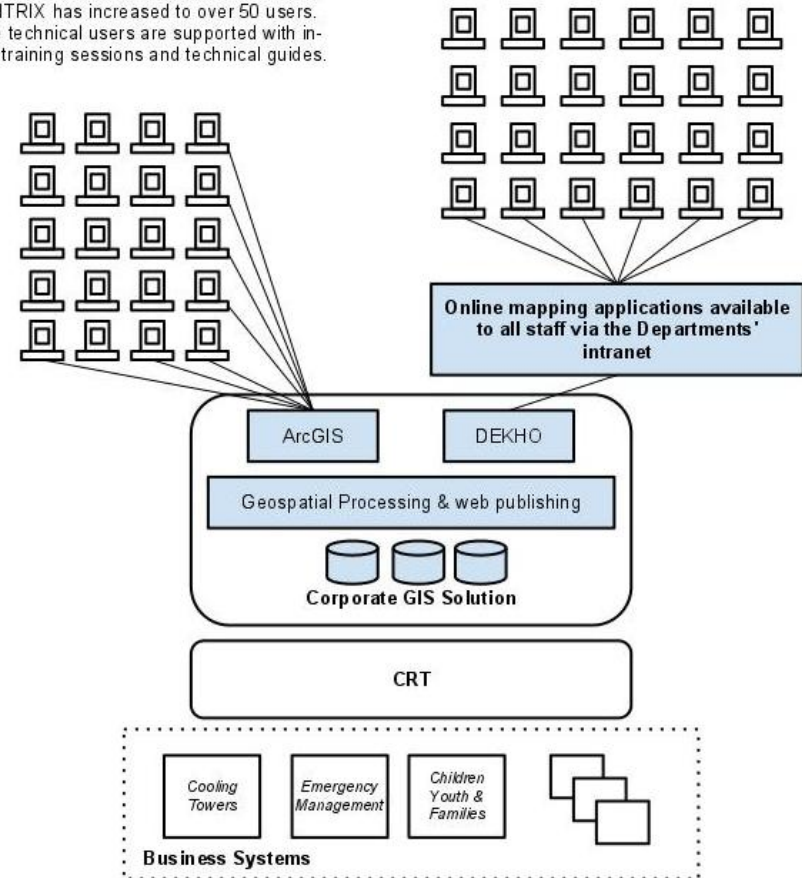 has increased to over 50 users.
technical users are supported with in-
training sessions and technical guides.
Online mapping applications available
to all staff via the Departments'
intranet
ArcGIS
DEKHO
Geospatial Processing & web publishing
Corporate GIS Solution
CRT
Cooling
Towers
Emergency
Management
Children
Youth &
Families
Business Systems